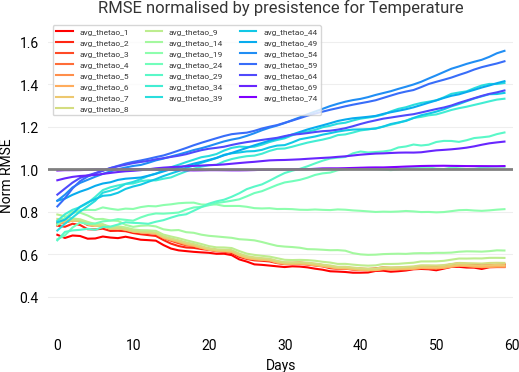 RMSE normalised by presistence for Temperature
avg_thetao_1 avg_thetao_9 avg_thetao_44
avg_thetao_2 avg_thetao_14 avg_thetao_49
avg_thetao_3 avg_thetao_19 avg_thetao_54
avg_thetao_4 avg_thetao_24 avg_thetao_59
avg_thetao_5 avg_thetao_29 avg_thetao_64
avg_thetao_6 avg_thetao_34 avg_thetao_69
avg_thetao_7 avg_thetao_39 avg_thetao_74
avg_thetao_8
Norm RMSE
1.6
1.4
1.2
1.0
0.8
0.6
0.4
0 10 20 30 40 50 60
Days